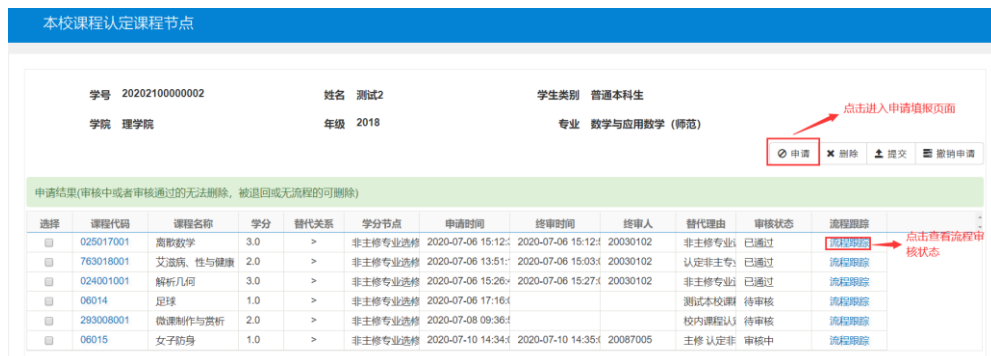 本校课程认定课程节点
学号 20202100000002 姓名 测试2 学生类别 普通本科生
点击进入申请填报页面
学院 理学院 年级 2018 专业 数学与应用数学 (师范)
申请 删除 提交 撤销申请
申请结果(审核中或者审核通过的无法删除，被退回或无流程的可删除)
选择 课程代码 课程名称 学分 替代关系 学分节点 申请时间 终审时间 终审人 替代理由 审核状态 流程跟踪
025017001 离散数学 3.0 > 非主修专业选修 2020-07-06 15:12: 2020-07-06 15:12: 20030102 非主修专业 已通过 流程跟踪
点击查看流程审
核状态
763018001 艾滋病、性与健康 2.0 > 非主修专业选修 2020-07-06 13:51: 2020-07-06 15:03: 20030102 认定非主专 已通过 流程跟踪
024001001 解析几何 3.0 > 非主修专业选修 2020-07-06 15:26: 2020-07-06 15:27: 20030102 非主修专业 已通过 流程跟踪
06014 足球 1.0 > 非主修专业选修 2020-07-06 17:16: 测试本校课 待审核 流程跟踪
293008001 微课制作与赏析 2.0 > 非主修专业选修 2020-07-08 09:36: 校内课程认 待审核 流程跟踪
06015 女子防身 1.0 > 非主修专业选修 2020-07-10 14:34: 2020-07-10 14:35: 20087005 主修 认定非 审核中 流程跟踪